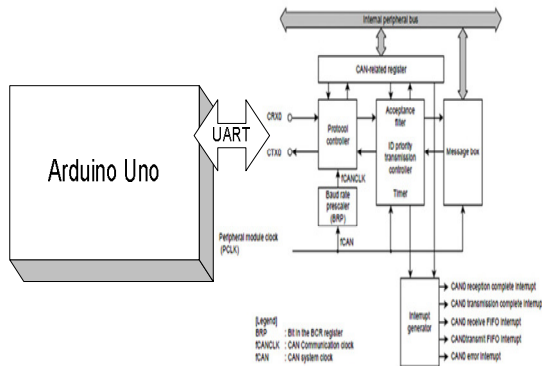 Internal peripheral bus
CAN-related register
CRX0
CTX0
Protocol
controller
Acceptance
filter
ID priority
transmission
controller
Timer
Message box
UART
Arduino Uno
fCANCLK
Baud rate
prescaler
(BRP)
Peripheral module clock
(PCLK)
fCAN
Interrupt
generator
CAN0 reception complete interrupt
CAN0 transmission complete interrup
CAN0 receive FIFO interrupt
CAN0transmit FIFO interrupt
CAN0 error interrupt
[Legend]
BRP : Bit in the BCR register
fCANCLK : CAN Communication clock
fCAN : CAN system clock